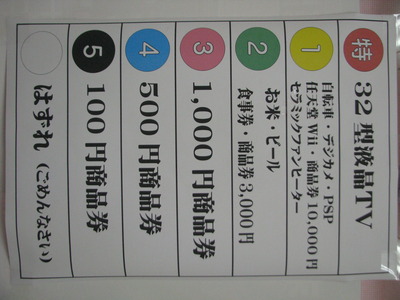 特 32型液晶TV
1 自転車・デジカメ・PSP
任天堂Wii・商品券10,000円
セラミックファンヒーター
2 お米・ビール
食事券・商品券3,000円
3 1,000円商品券
4 500円商品券
5 100円商品券
はずれ(ごめんなさい)